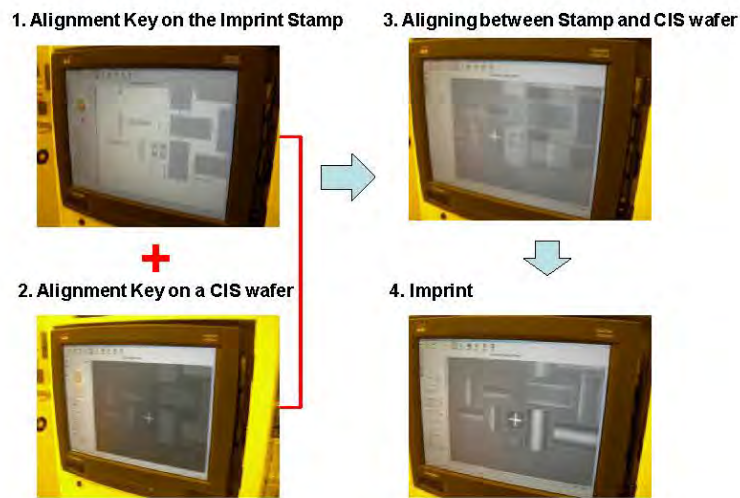 1. Alignment Key on the Imprint Stamp
3. Aligning between Stamp and CIS wafer
2. Alignment Key on a CIS wafer
4. Imprint